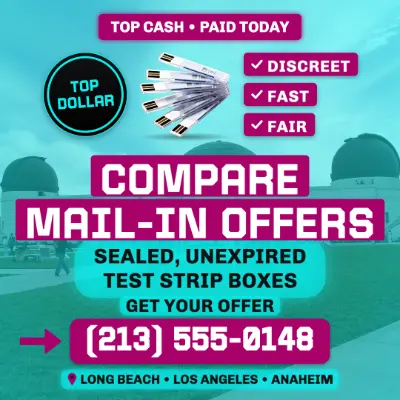 TOP CASH • PAID TODAY
TOP
DOLLAR
DISCREET
FAST
FAIR
COMPARE
MAIL-IN OFFERS
SEALED, UNEXPIRED
TEST STRIP BOXES
GET YOUR OFFER
(213) 555-0148
LONG BEACH • LOS ANGELES • ANAHEIM